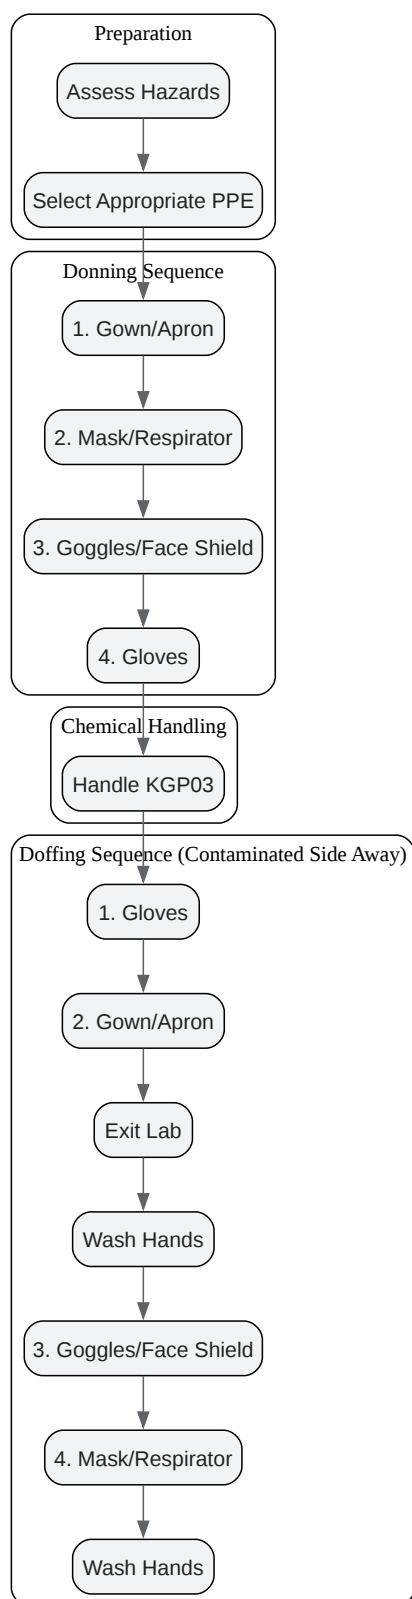 Preparation
Assess Hazards
Select Appropriate PPE
Donning Sequence
1. Gown/Apron
2. Mask/Respirator
3. Goggles/Face Shield
4. Gloves
Chemical Handling
Handle KGP03
Doffing Sequence (Contaminated Side Away)
1. Gloves
2. Gown/Apron
Exit Lab
Wash Hands
3. Goggles/Face Shield
4. Mask/Respirator
Wash Hands